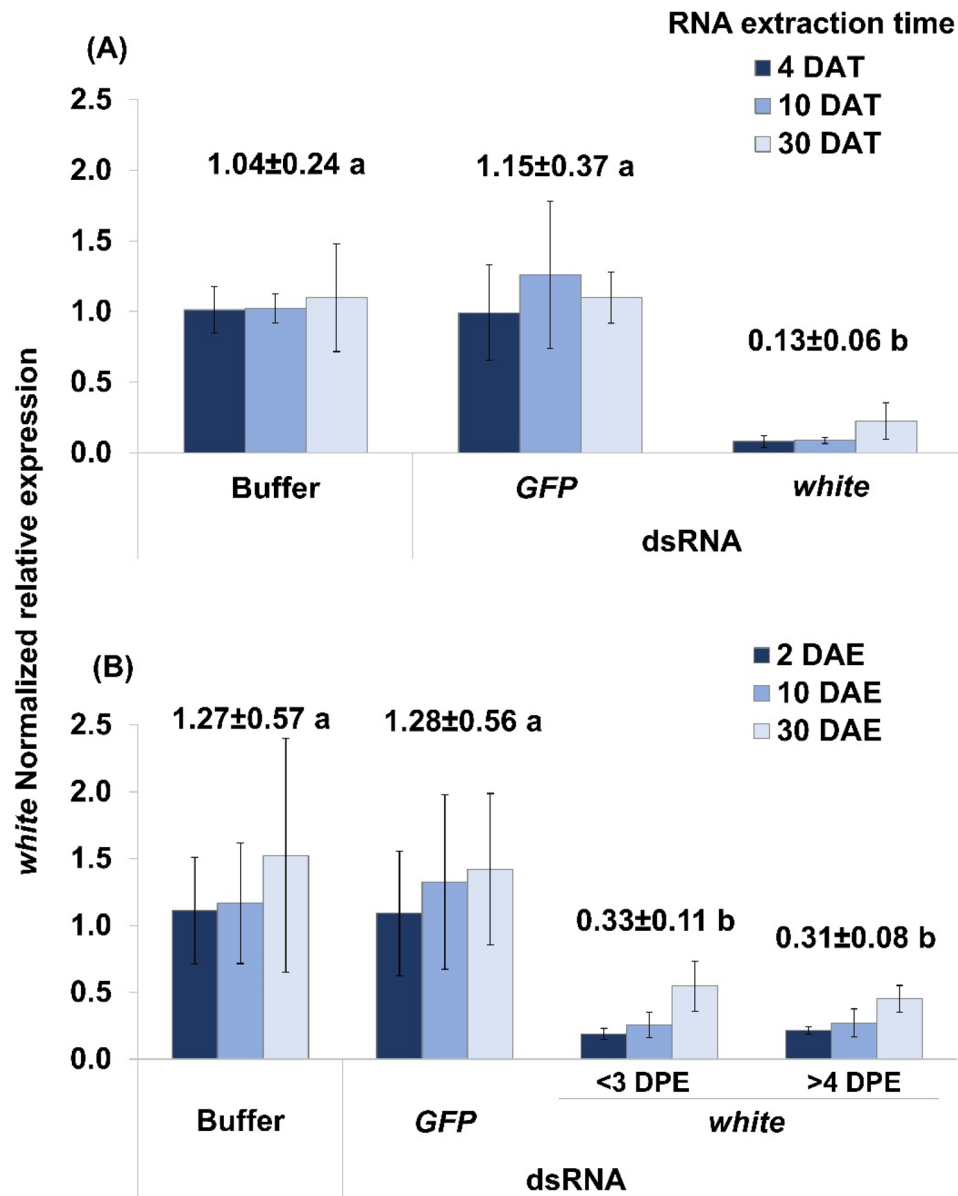 RNA extraction time
(A)
4 DAT
10 DAT
30 DAT
2.5
2.0
1.5
1.0
0.5
0.0
1.04±0.24 a
1.15±0.37 a
0.13±0.06 b
Buffer
GFP
white
dsRNA
white Normalized relative expression
(B)
2 DAE
10 DAE
30 DAE
2.5
2.0
1.5
1.0
0.5
0.0
1.27±0.57 a
1.28±0.56 a
0.33±0.11 b
0.31±0.08 b
<3 DPE
>4 DPE
Buffer
GFP
white
dsRNA